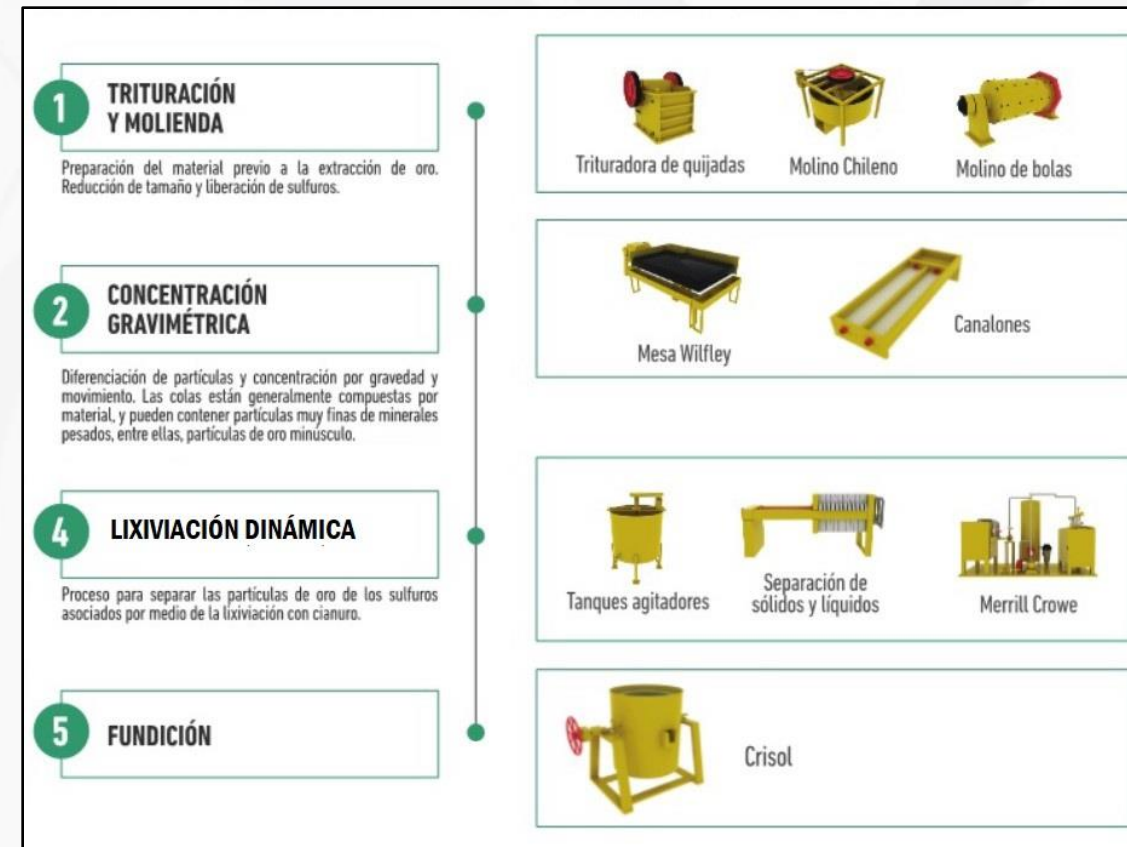 1
TRITURACIÓN
Y MOLIENDA
Preparación del material previo a la extracción de oro.
Reducción de tamaño y liberación de sulfuros.
Trituradora de quijadas
Molino Chileno
Molino de bolas
2
CONCENTRACIÓN
GRAVIMÉTRICA
Diferenciación de partículas y concentración por gravedad y
movimiento. Las colas están generalmente compuestas por
material, y pueden contener partículas muy finas de minerales
pesados, entre ellas, partículas de oro minúsculo.
Mesa Wilfley
Canalones
4
LIXIVIACIÓN DINÁMICA
Proceso para separar las partículas de oro de los sulfuros
asociados por medio de la lixiviación con cianuro.
Tanques agitadores
Separación de
sólidos y líquidos
Merrill Crowe
5
FUNDICIÓN
Crisol